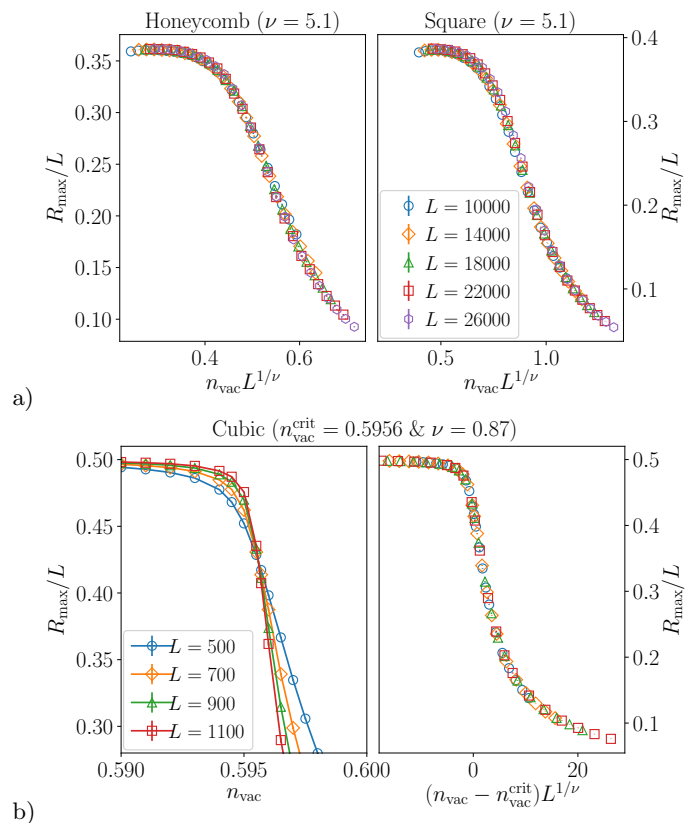 Honeycomb (ν = 5.1)
Square (ν = 5.1)
0.35
0.30
0.25
0.20
0.15
0.10
R_max/L
0.4
0.6
n_vac L^{1/ν}
L = 10000
L = 14000
L = 18000
L = 22000
L = 26000
0.4
0.3
0.2
0.1
R_max/L
0.5
1.0
n_vac L^{1/ν}
a)
Cubic (n_vac^crit = 0.5956 & ν = 0.87)
0.50
0.45
0.40
0.35
0.30
R_max/L
L = 500
L = 700
L = 900
L = 1100
0.590
0.595
0.600
n_vac
0.5
0.4
0.3
0.2
0.1
R_max/L
0
20
(n_vac − n_vac^crit)L^{1/ν}
b)